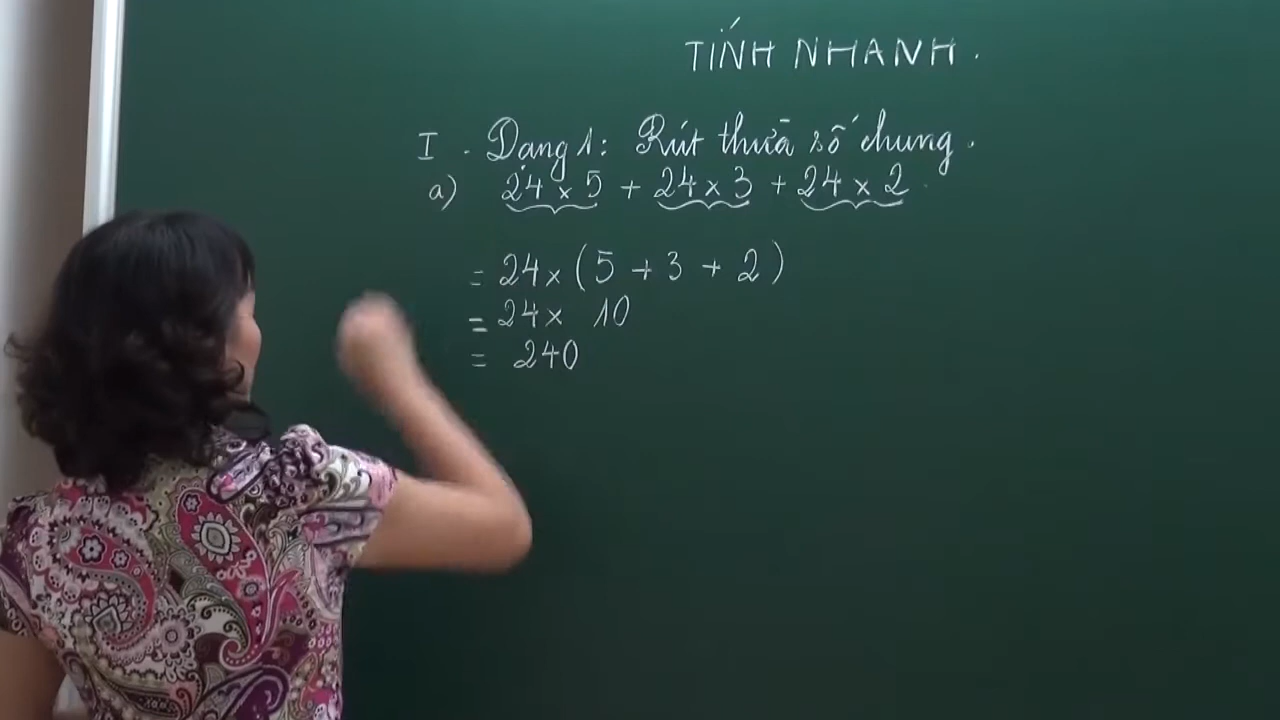 TÍNH NHANH.
I. Dạng 1: Rút thừa số chung.
a) 24 × 5 + 24 × 3 + 24 × 2
= 24 × (5 + 3 + 2)
= 24 × 10
= 240